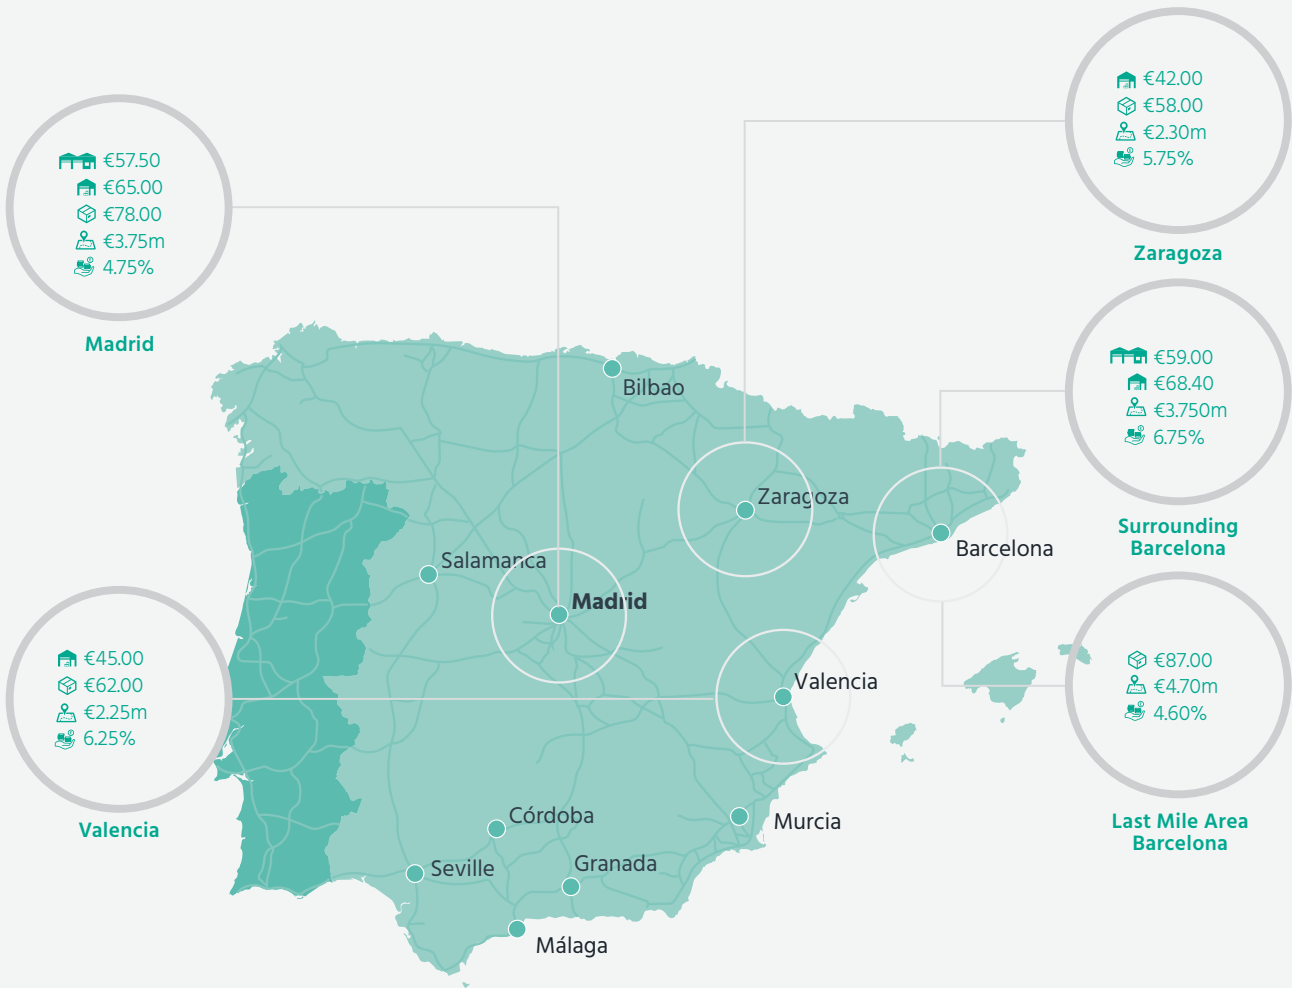 €57.50
€65.00
€78.00
€3.75m
4.75%
Madrid
€42.00
€58.00
€2.30m
5.75%
Zaragoza
€59.00
€68.40
€3.750m
6.75%
Surrounding
Barcelona
€87.00
€4.70m
4.60%
Last Mile Area
Barcelona
€45.00
€62.00
€2.25m
6.25%
Valencia
Bilbao
Zaragoza
Barcelona
Salamanca
Madrid
Valencia
Córdoba
Murcia
Seville
Granada
Málaga